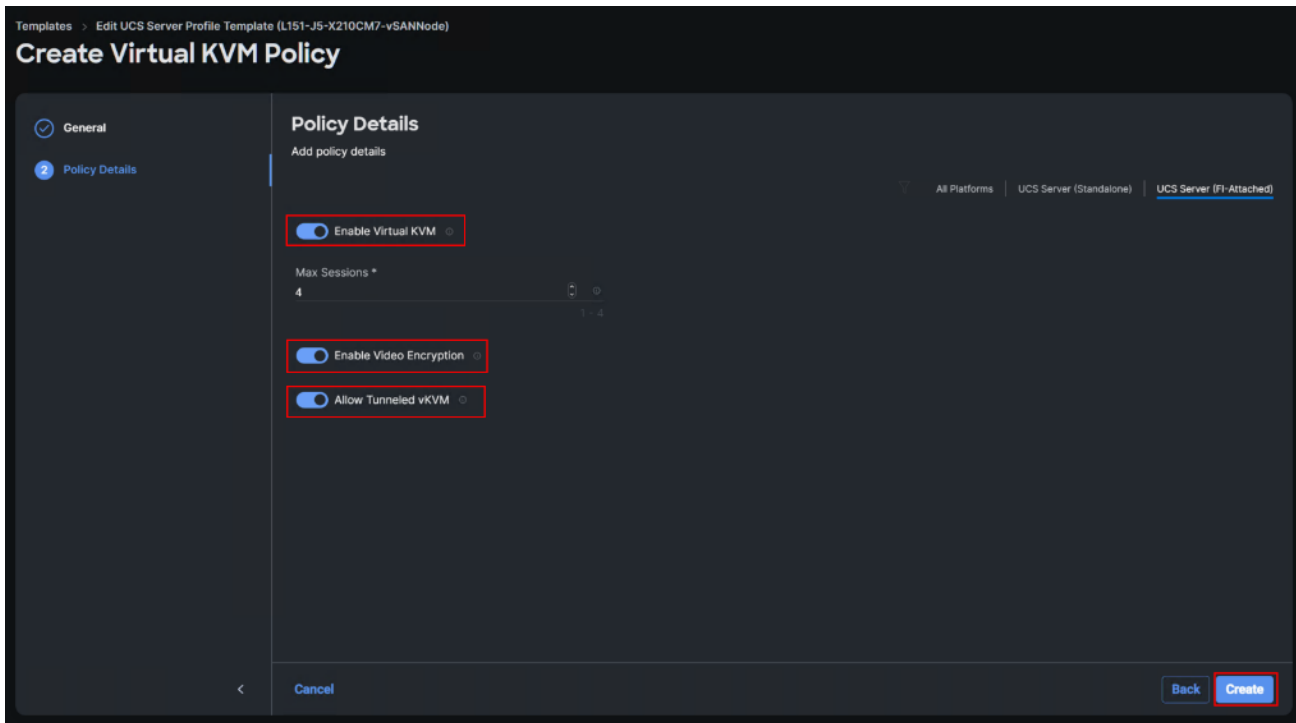 Templates > Edit UCS Server Profile Template (L151-J5-X210CM7-vSANNode)
Create Virtual KVM Policy
General
2 Policy Details
Policy Details
Add policy details
All Platforms | UCS Server (Standalone) | UCS Server (FI-Attached)
Enable Virtual KVM
Max Sessions *
4
1 - 4
Enable Video Encryption
Allow Tunneled vKVM
<
Cancel
Back
Create